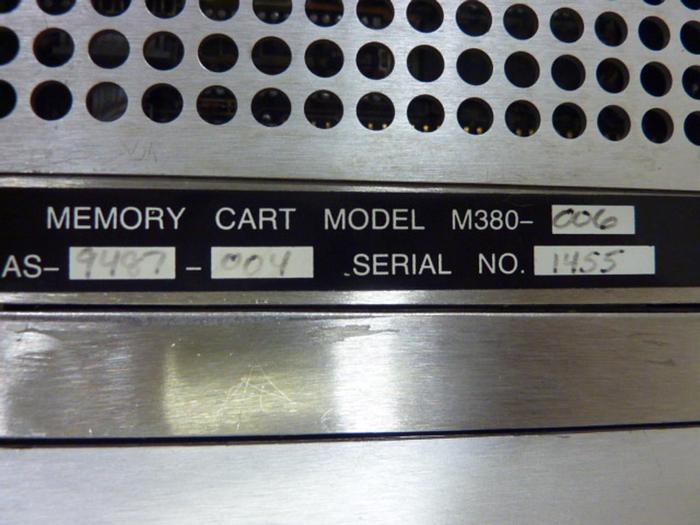 MEMORY CART MODEL M380-006
AS-9487-004 SERIAL NO. 1455